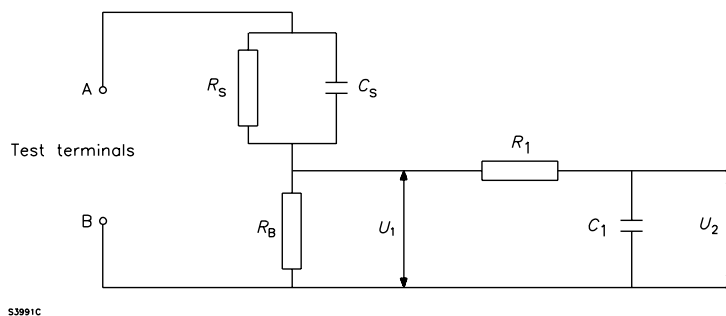 A
R_S
C_S
Test terminals
R_1
B
R_B
U_1
C_1
U_2
S3991C